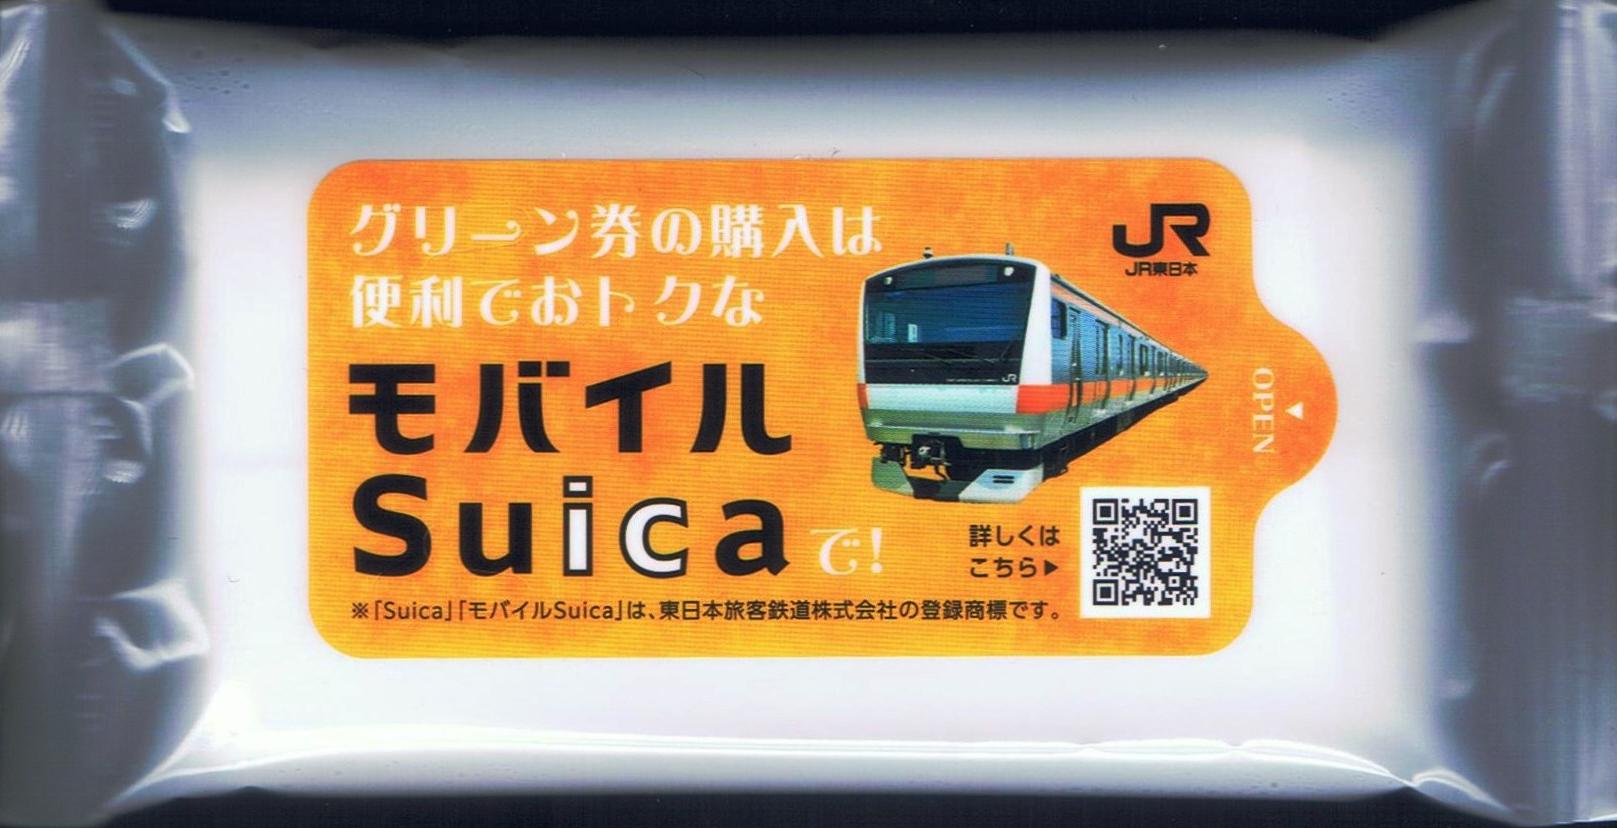 グリーン券の購入は
便利でおトクな
モバイル
Suicaで!
※「Suica」「モバイルSuica」は、東日本旅客鉄道株式会社の登録商標です。
JR
JR東日本
JR
詳しくは
こちら▶
OPEN